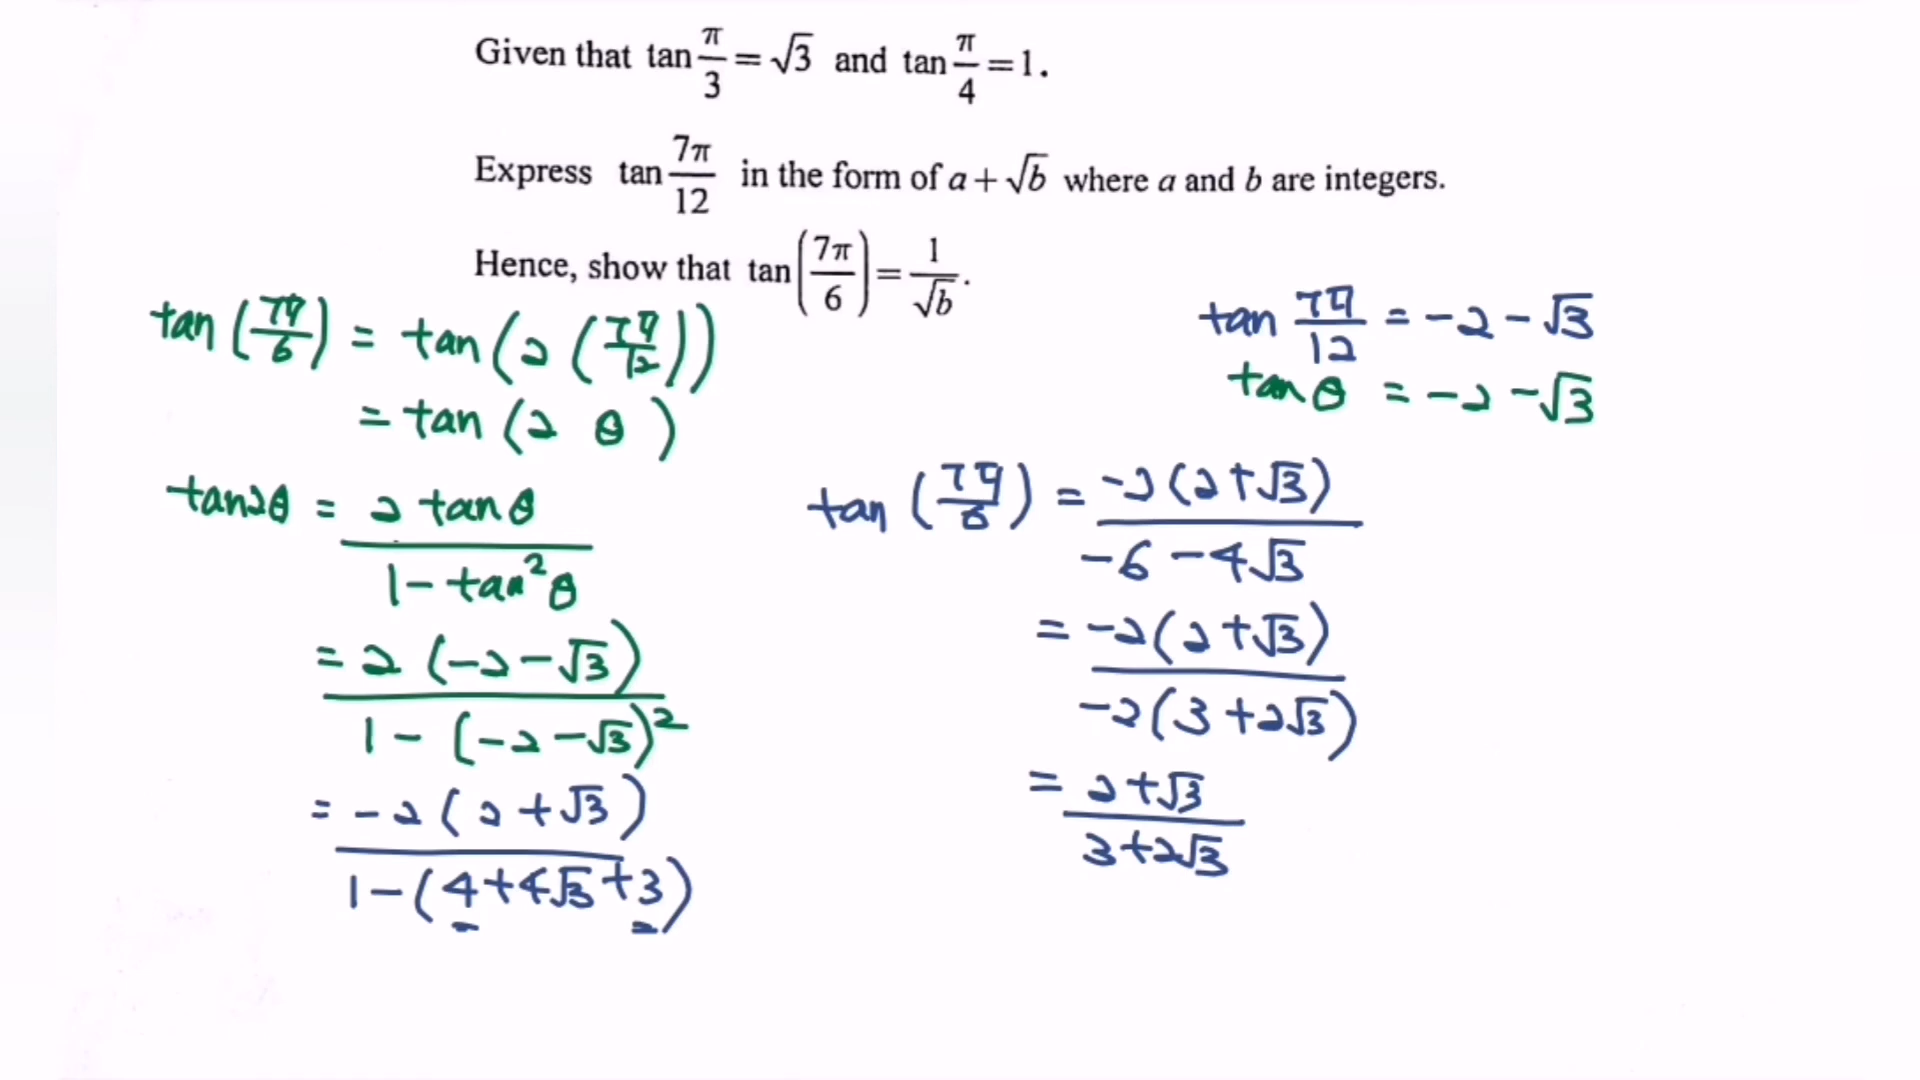 Given that tan π/3 = √3 and tan π/4 = 1.
Express tan 7π/12 in the form of a + √b where a and b are integers.
Hence, show that tan(7π/6) = 1/√b.
tan(7π/6) = tan(2(7π/12))
= tan(2 θ)
tan2θ = 2 tan θ / 1 - tan²θ
= 2(-2-√3) / 1 - (-2-√3)²
= -2(2+√3) / 1-(4+4√3+3)
tan 7π/12 = -2-√3
tan θ = -2-√3
tan(7π/6) = -2(2+√3) / -6-4√3
= -2(2+√3) / -2(3+2√3)
= 2+√3 / 3+2√3